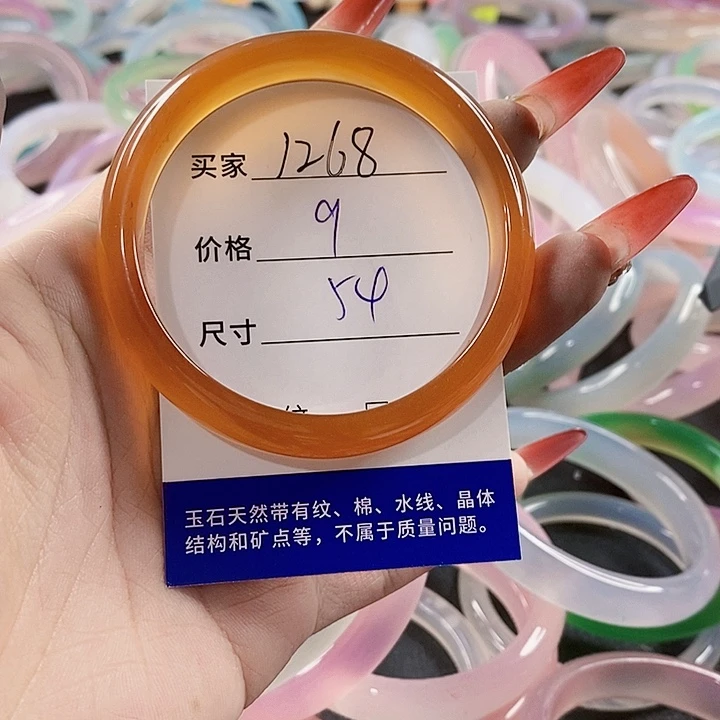 买家 1268
价格 9
尺寸 54
玉石天然带有纹、棉、水线、晶体
结构和矿点等，不属于质量问题。